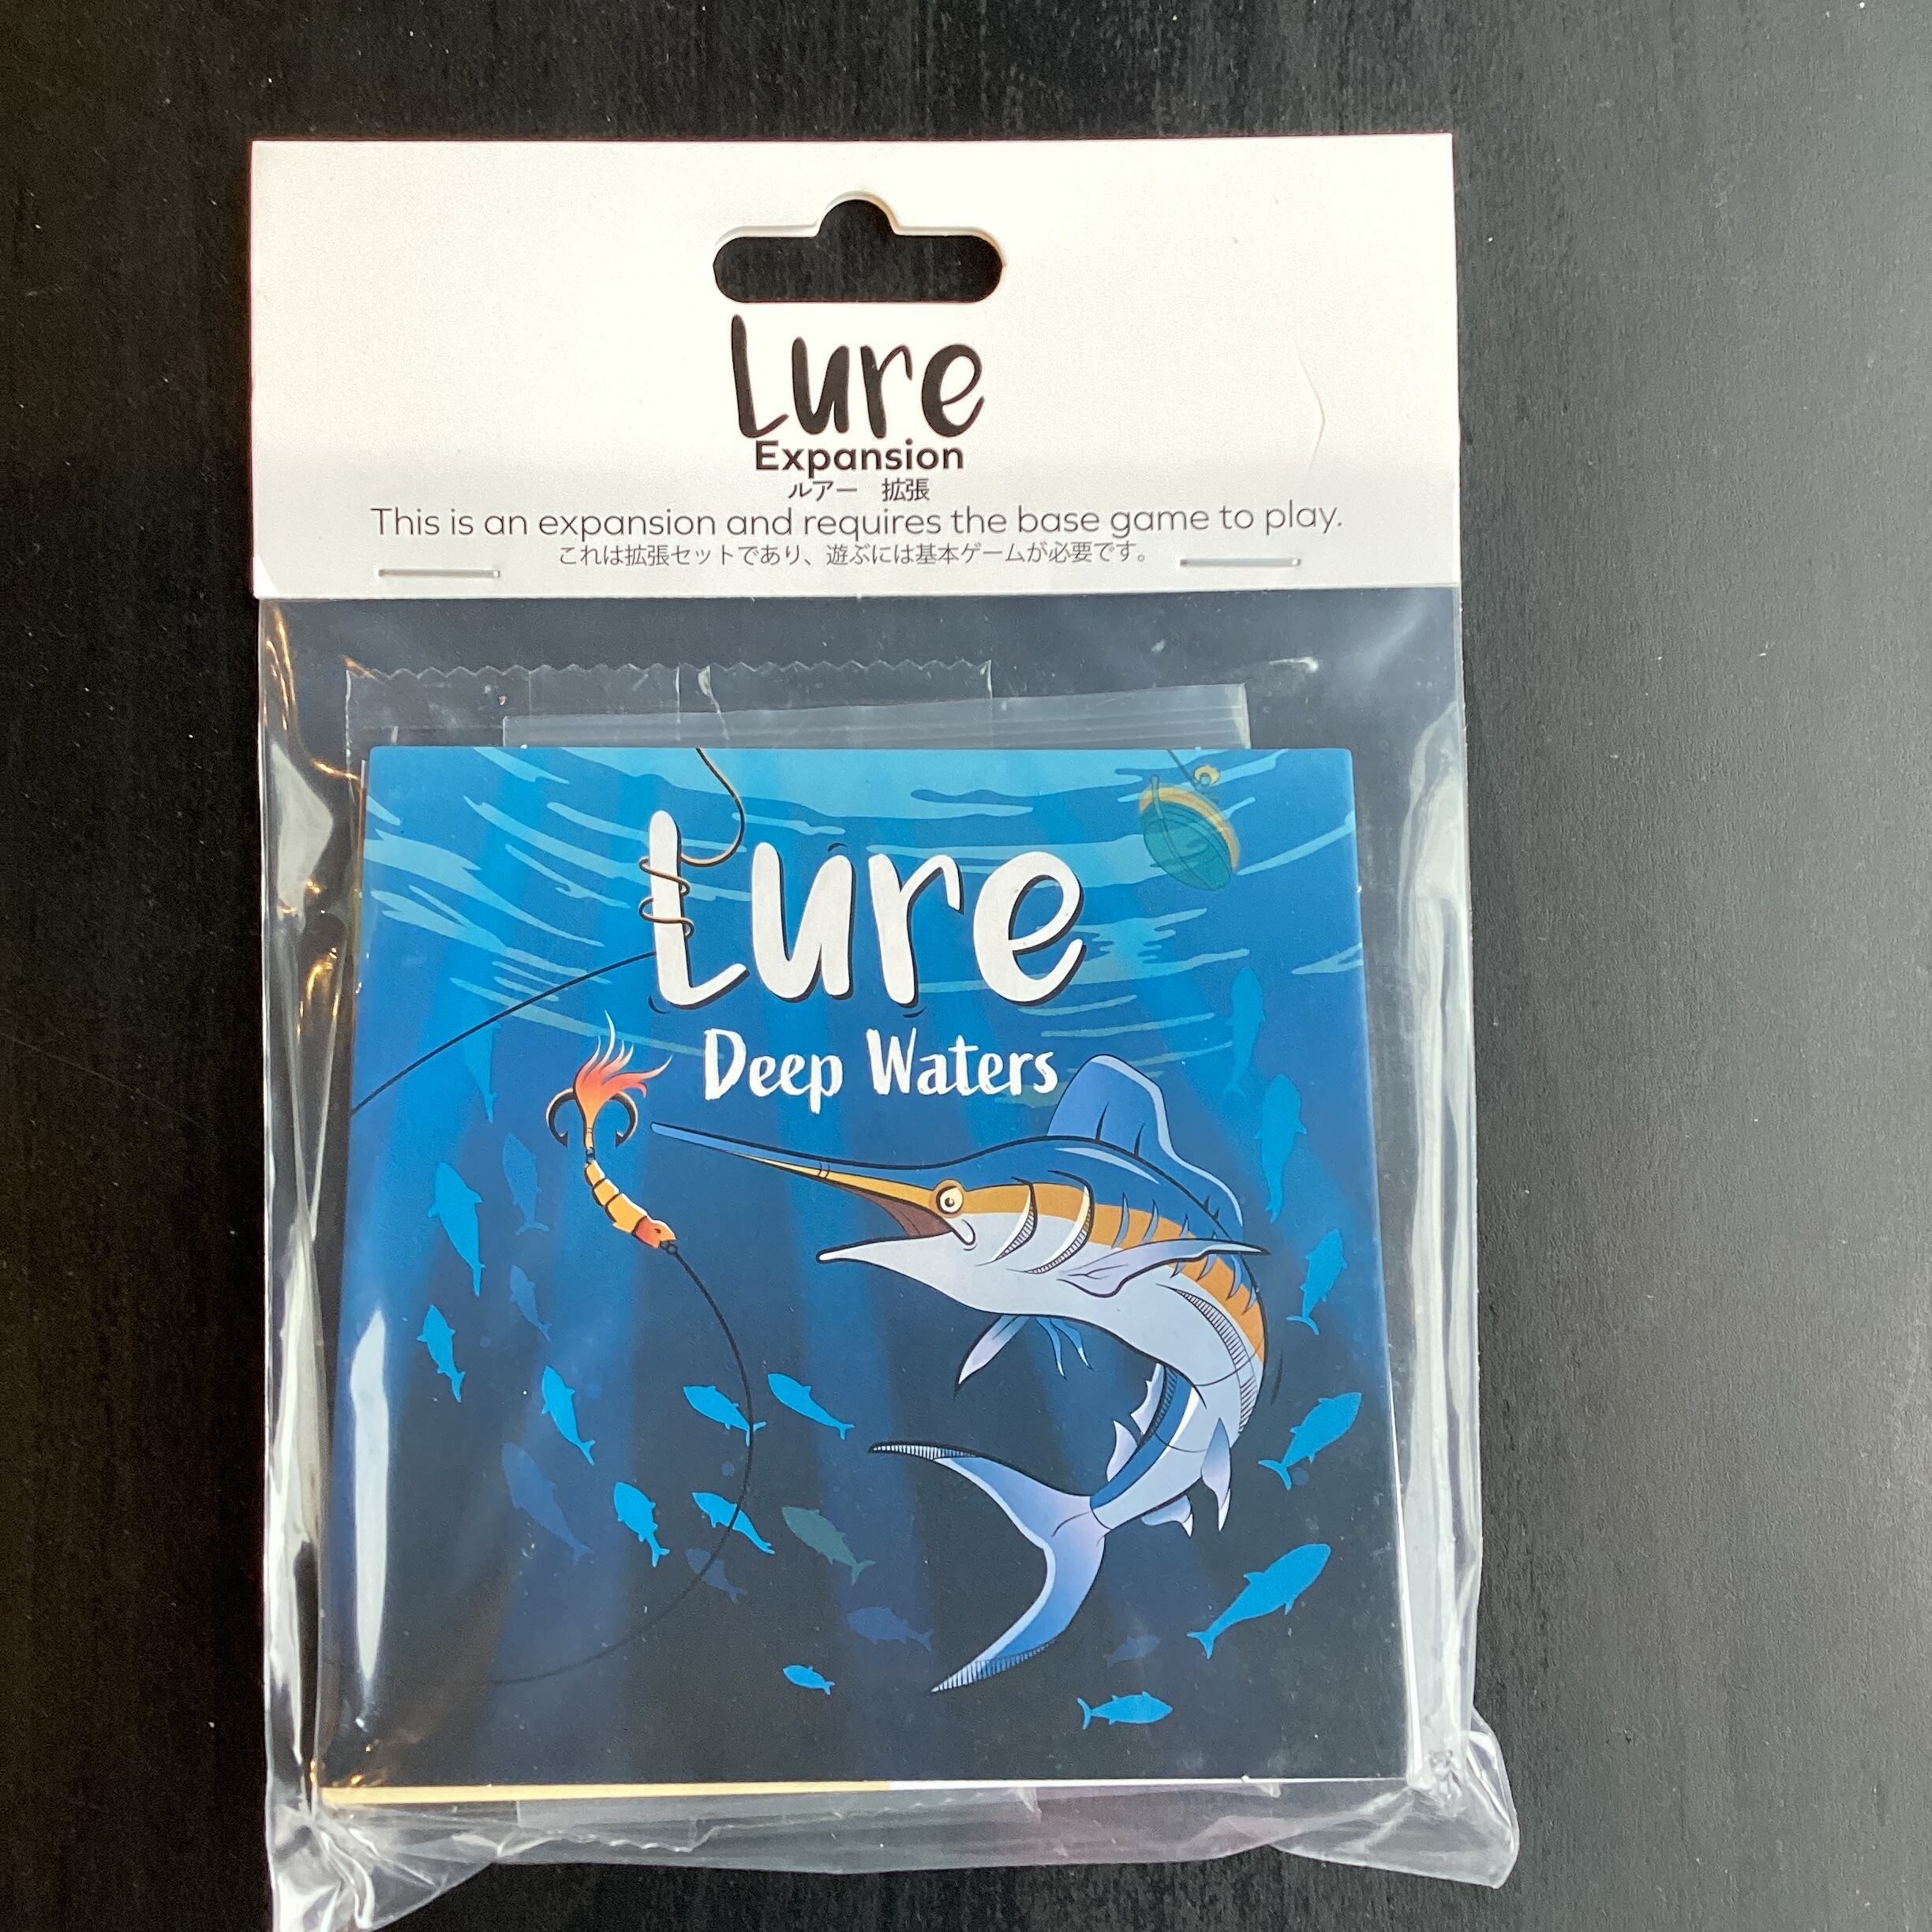 Lure
Expansion
ルアー　拡張
This is an expansion and requires the base game to play.
これは拡張セットであり、遊ぶには基本ゲームが必要です。
Lure
Deep Waters